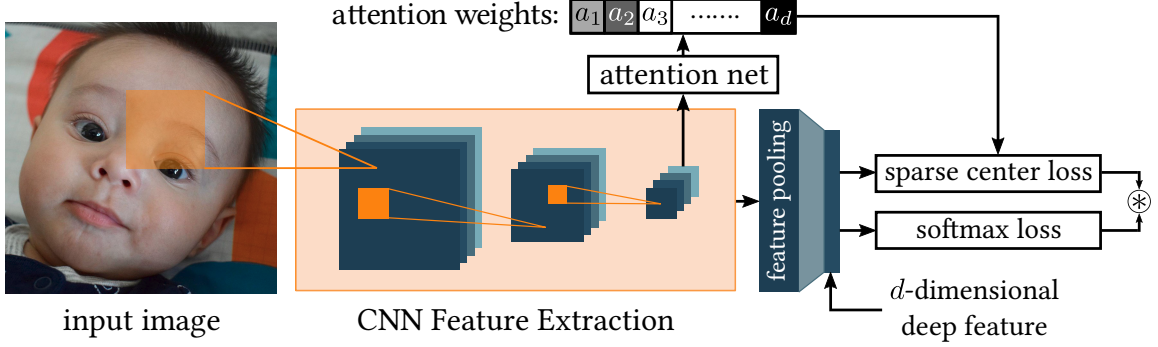 attention weights: a₁ a₂ a₃ ....... a_d
attention net
feature pooling
sparse center loss
softmax loss
d-dimensional
deep feature
input image
CNN Feature Extraction